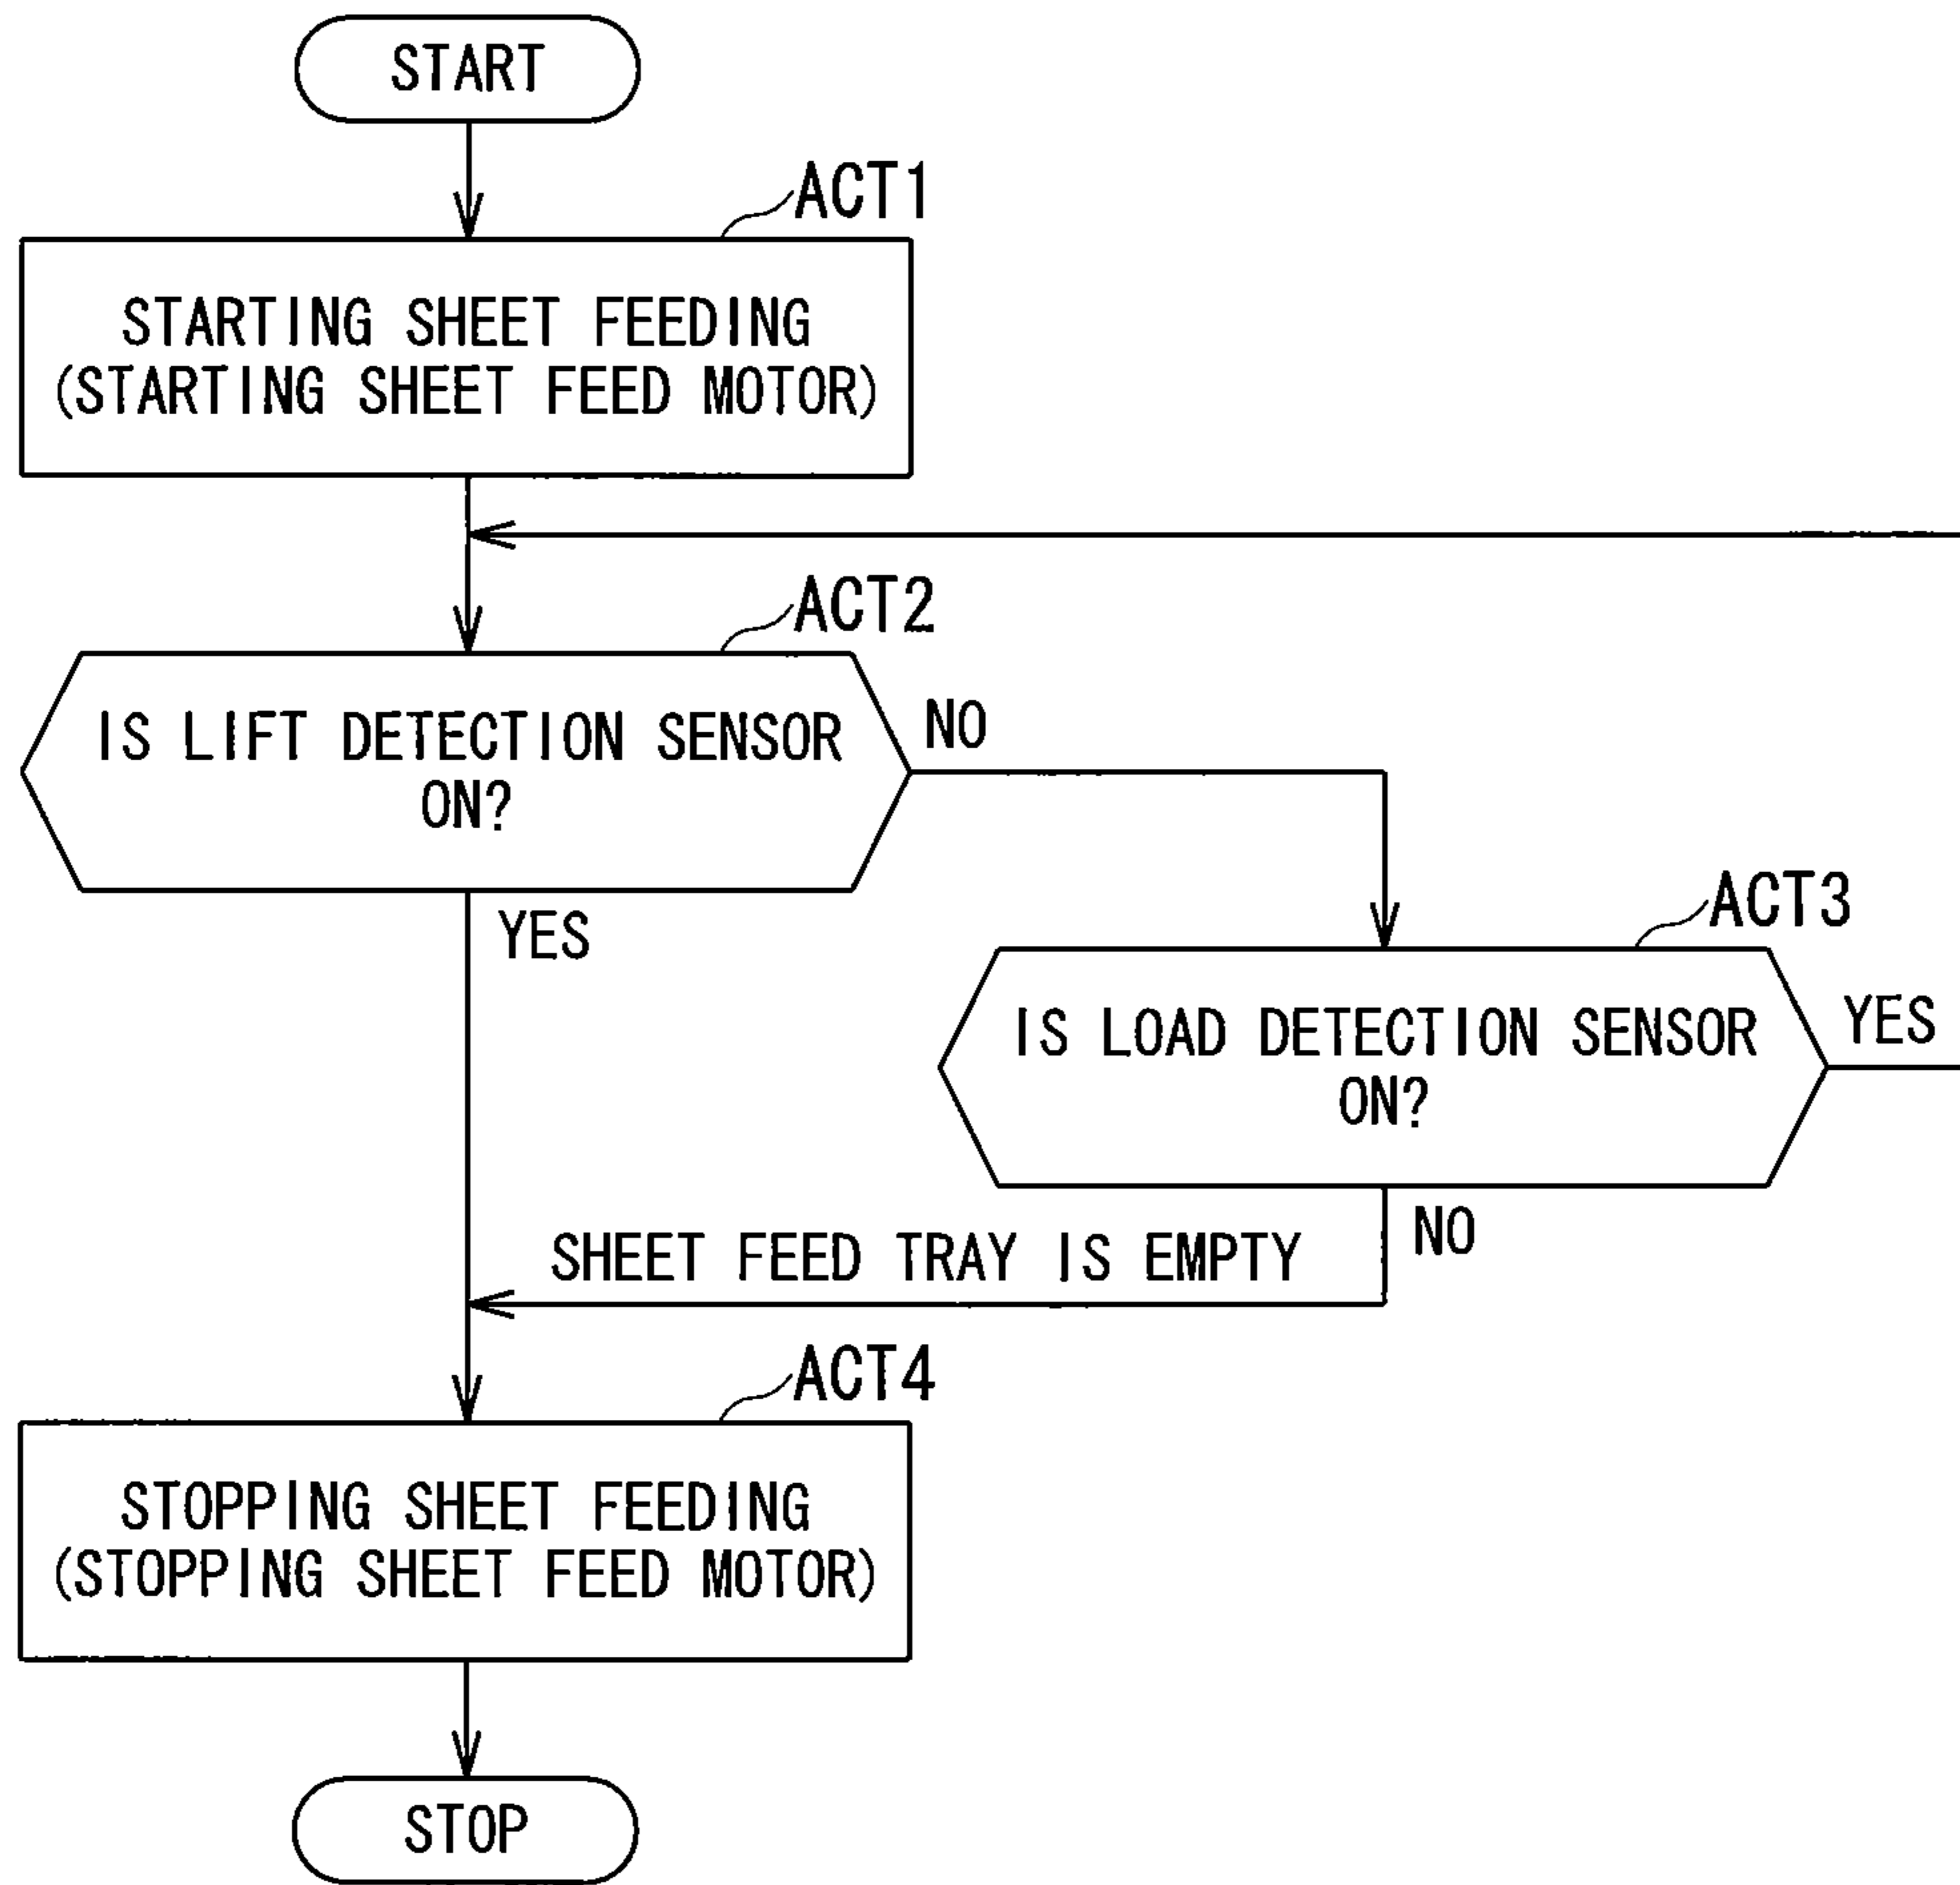 START
ACT1
STARTING SHEET FEEDING
(STARTING SHEET FEED MOTOR)
ACT2
IS LIFT DETECTION SENSOR
ON?
NO
YES
ACT3
IS LOAD DETECTION SENSOR
ON?
YES
NO
SHEET FEED TRAY IS EMPTY
ACT4
STOPPING SHEET FEEDING
(STOPPING SHEET FEED MOTOR)
STOP